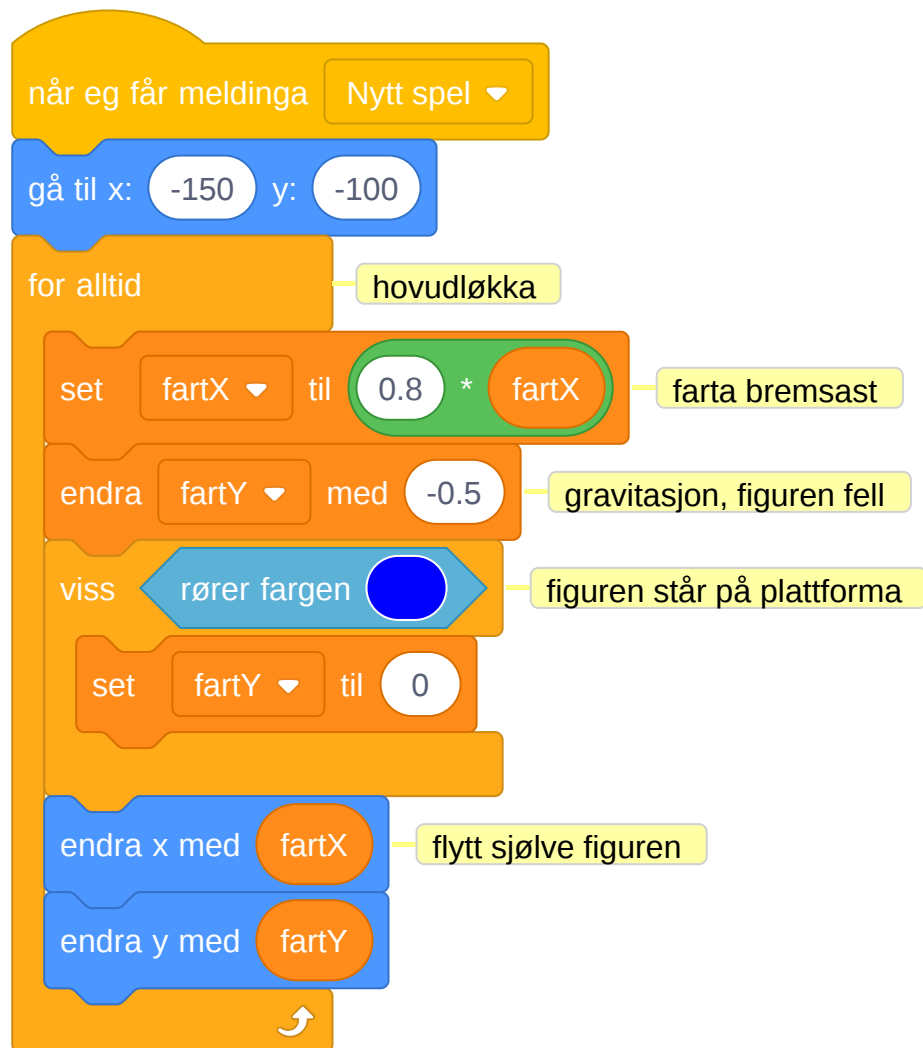 når eg får meldinga Nytt spel
gå til x: -150 y: -100
for alltid hovudløkka
set fartX til 0.8 * fartX farta bremsast
endra fartY med -0.5 gravitasjon, figuren fell
viss rører fargen figuren står på plattforma
set fartY til 0
endra x med fartX flytt sjølve figuren
endra y med fartY